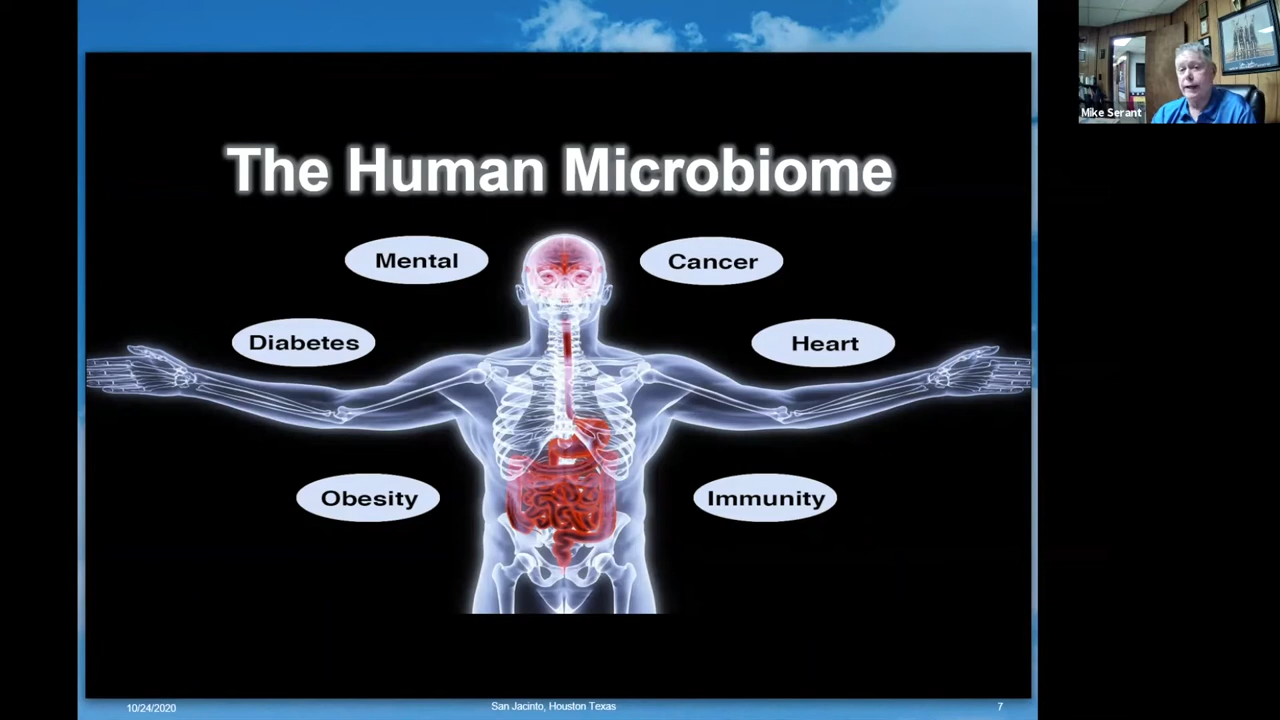 The Human Microbiome
Mental
Cancer
Diabetes
Heart
Obesity
Immunity
10/24/2020
San Jacinto, Houston Texas
7
Mike Serant